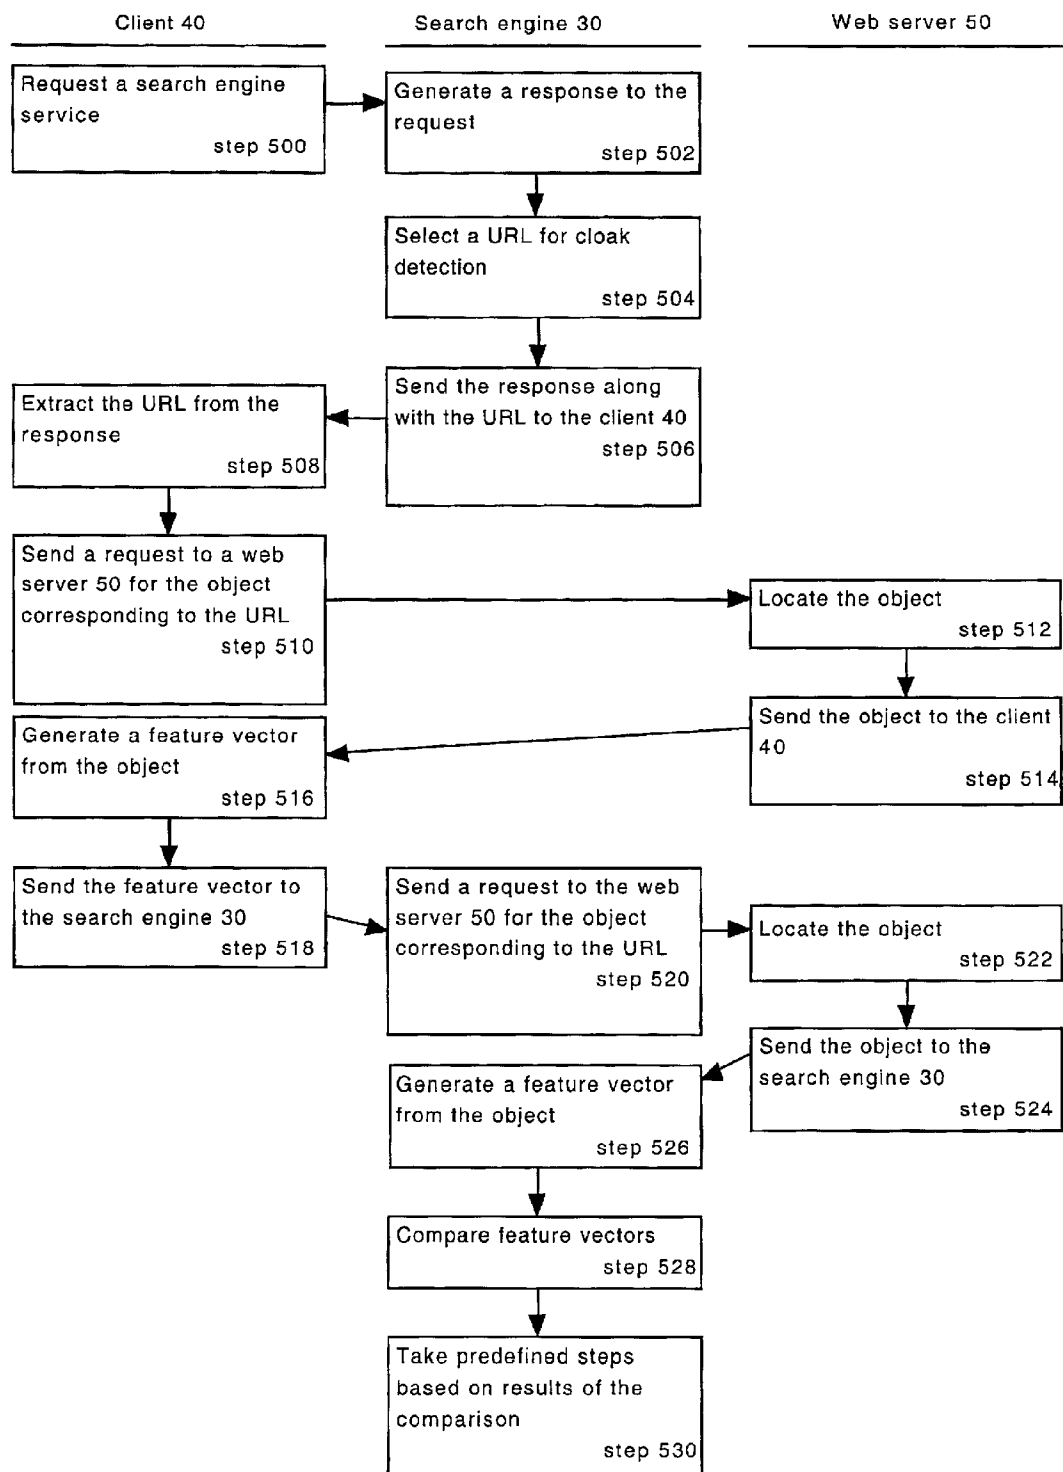 Client 40
Search engine 30
Web server 50
Request a search engine
service
step 500
Generate a response to the
request
step 502
Select a URL for cloak
detection
step 504
Send the response along
with the URL to the client 40
step 506
Extract the URL from the
response
step 508
Send a request to a web
server 50 for the object
corresponding to the URL
step 510
Locate the object
step 512
Send the object to the client
40
step 514
Generate a feature vector
from the object
step 516
Send the feature vector to
the search engine 30
step 518
Send a request to the web
server 50 for the object
corresponding to the URL
step 520
Locate the object
step 522
Send the object to the
search engine 30
step 524
Generate a feature vector
from the object
step 526
Compare feature vectors
step 528
Take predefined steps
based on results of the
comparison
step 530